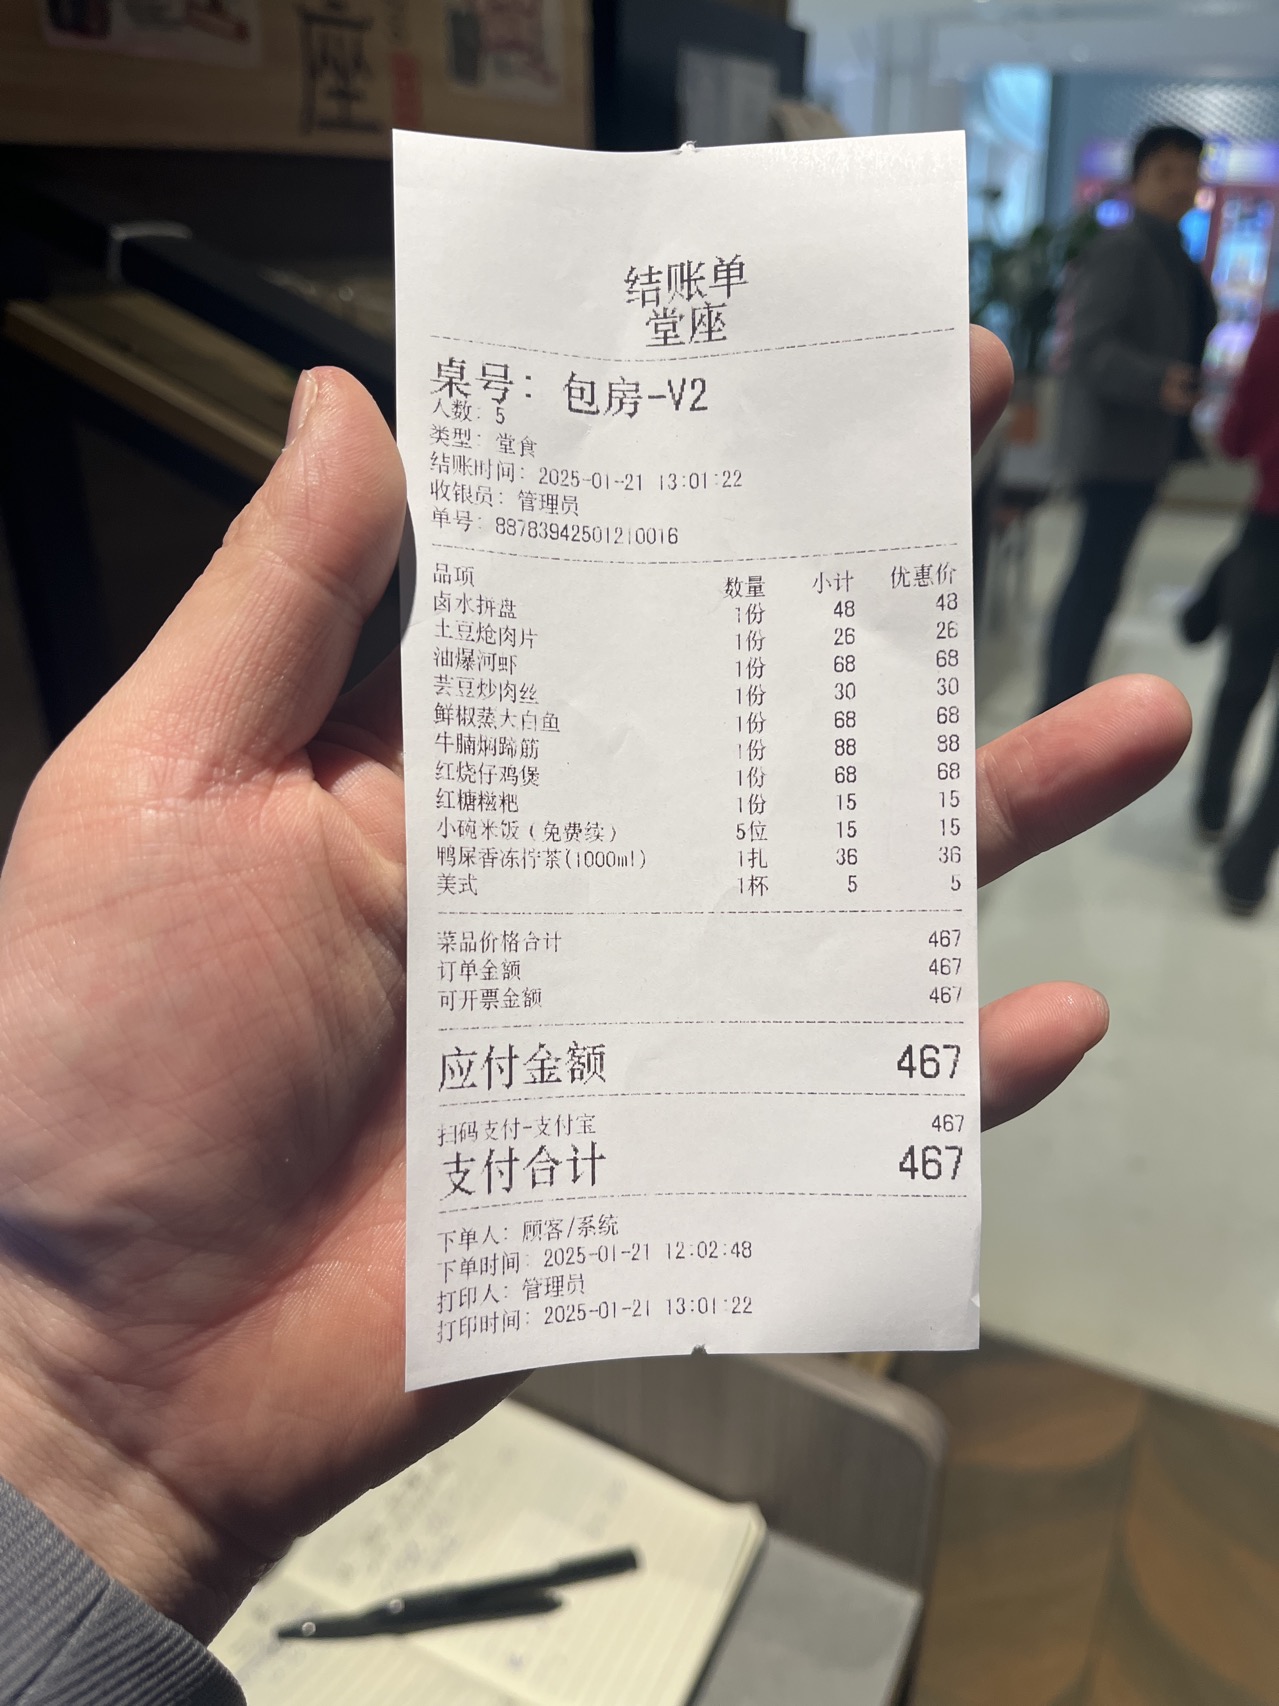 座
结账单
堂座
桌号: 包房-V2
人数: 5
类型: 堂食
结账时间: 2025-01-21 13:01:22
收银员: 管理员
单号: 88783942501210016
品项 数量 小计 优惠价
卤水拼盘 1份 48 48
土豆炝肉片 1份 26 26
油爆河虾 1份 68 68
芸豆炒肉丝 1份 30 30
鲜椒蒸大白鱼 1份 68 68
牛腩焖蹄筋 1份 88 88
红烧仔鸡煲 1份 68 68
红糖糍粑 1份 15 15
小碗米饭（免费续） 5位 15 15
鸭屎香冻柠茶(1000ml) 1扎 36 36
美式 1杯 5 5
菜品价格合计 467
订单金额 467
可开票金额 467
应付金额 467
扫码支付-支付宝 467
支付合计 467
下单人: 顾客/系统
下单时间: 2025-01-21 12:02:48
打印人: 管理员
打印时间: 2025-01-21 13:01:22